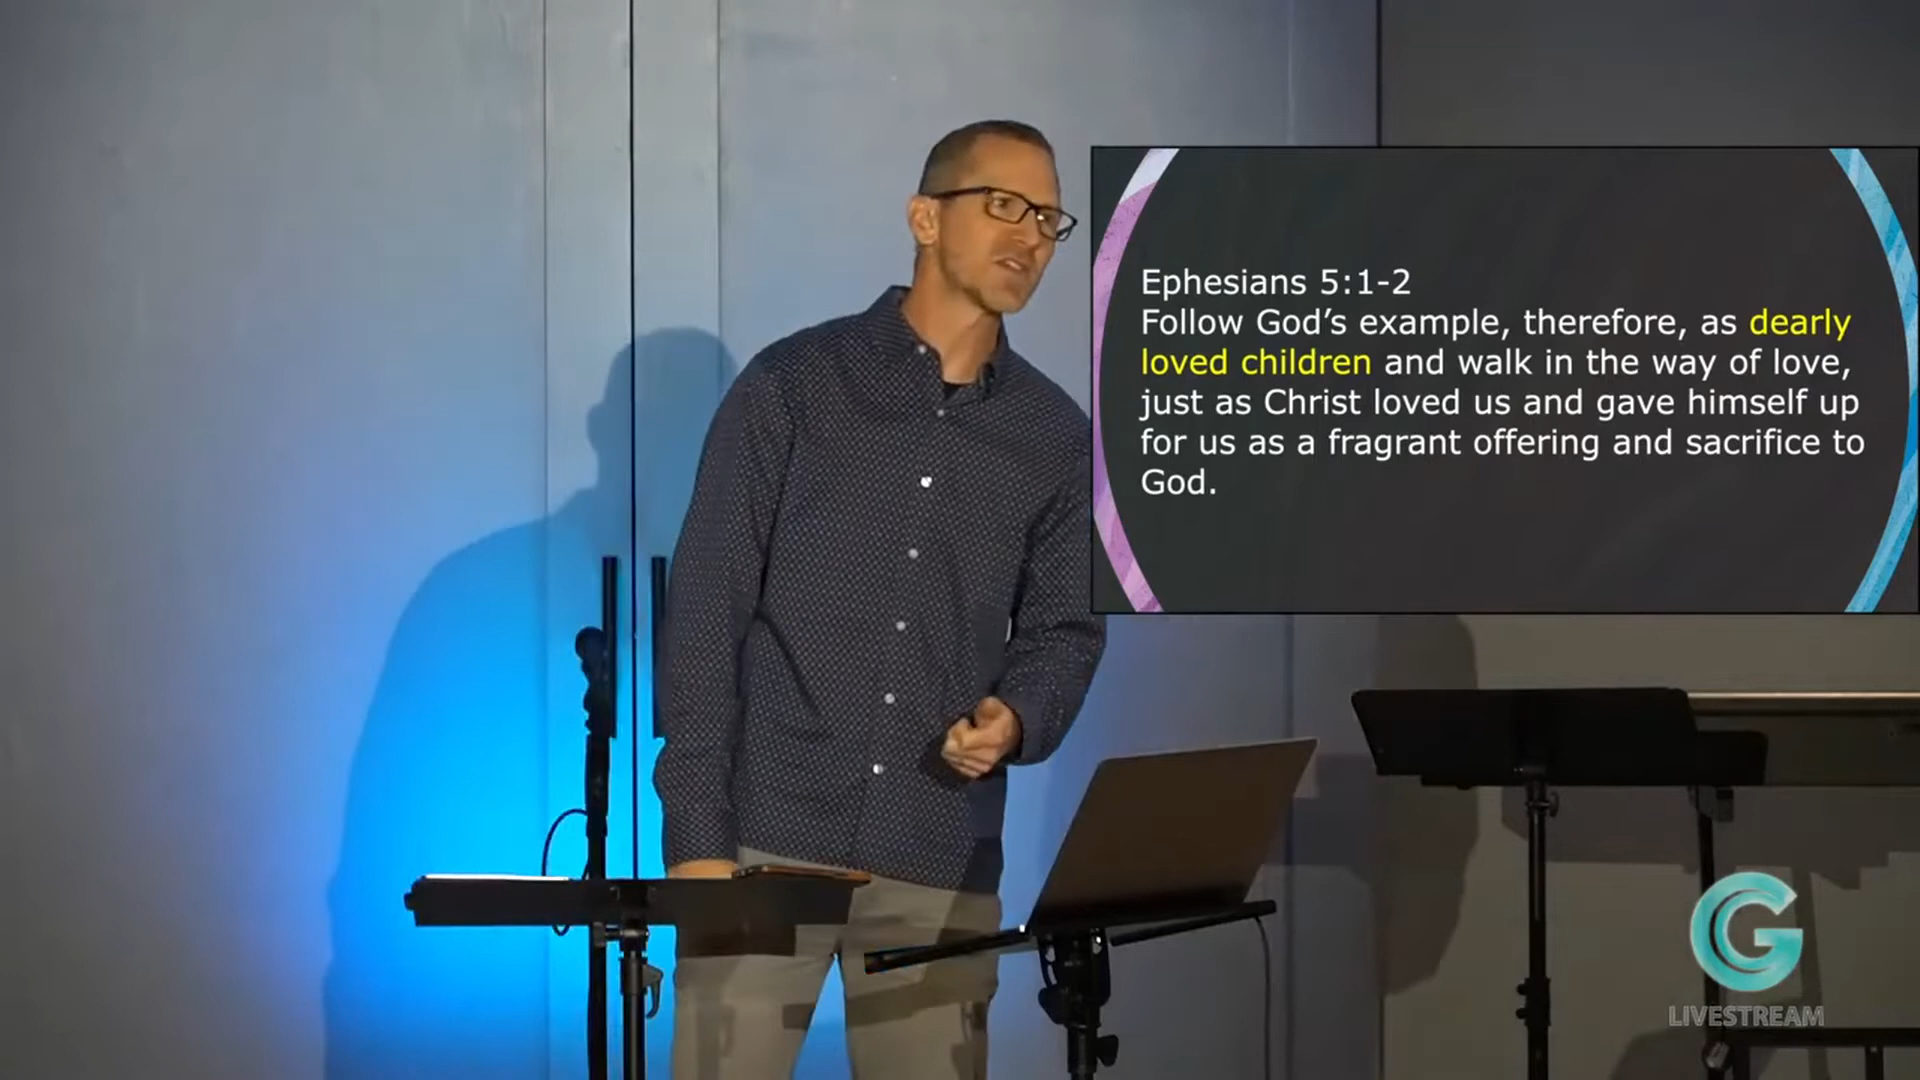 Ephesians 5:1-2
Follow God’s example, therefore, as dearly
loved children and walk in the way of love,
just as Christ loved us and gave himself up
for us as a fragrant offering and sacrifice to
God.
G
LIVESTREAM